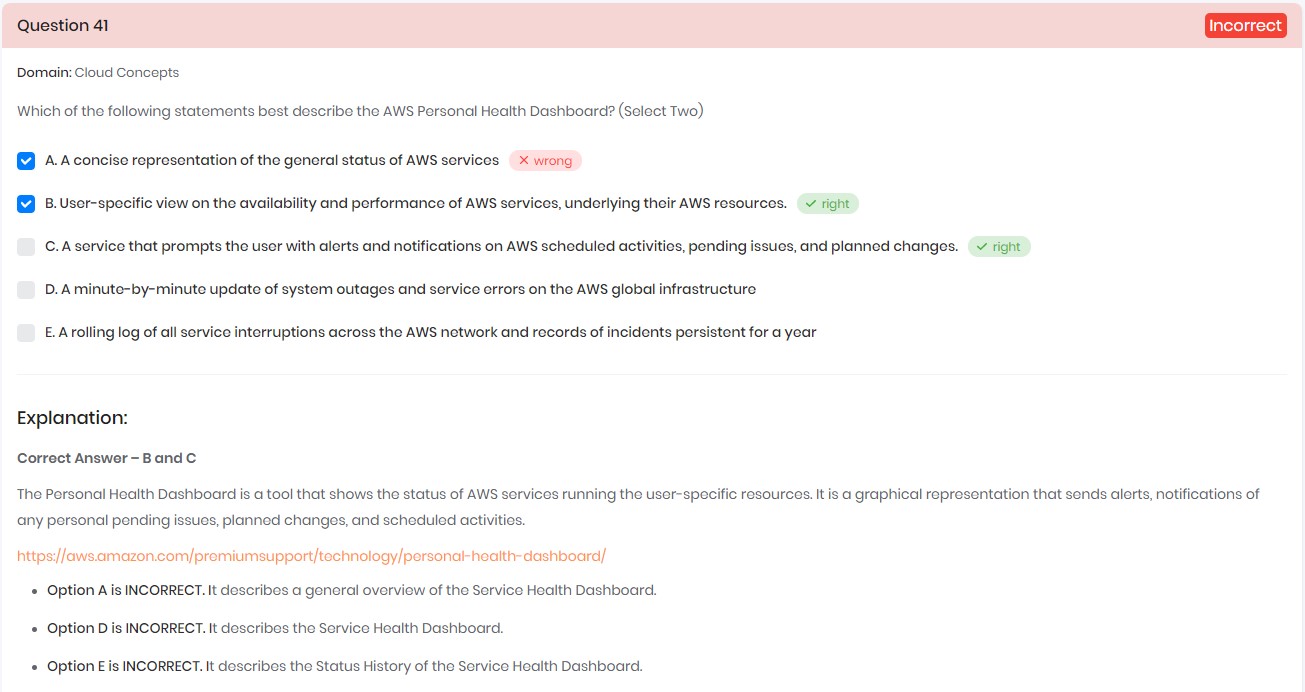 Question 41
Incorrect
Domain: Cloud Concepts
Which of the following statements best describe the AWS Personal Health Dashboard? (Select Two)
A. A concise representation of the general status of AWS services wrong
B. User-specific view on the availability and performance of AWS services, underlying their AWS resources. right
C. A service that prompts the user with alerts and notifications on AWS scheduled activities, pending issues, and planned changes. right
D. A minute-by-minute update of system outages and service errors on the AWS global infrastructure
E. A rolling log of all service interruptions across the AWS network and records of incidents persistent for a year
Explanation:
Correct Answer – B and C
The Personal Health Dashboard is a tool that shows the status of AWS services running the user-specific resources. It is a graphical representation that sends alerts, notifications of
any personal pending issues, planned changes, and scheduled activities.
https://aws.amazon.com/premiumsupport/technology/personal-health-dashboard/
• Option A is INCORRECT. It describes a general overview of the Service Health Dashboard.
• Option D is INCORRECT. It describes the Service Health Dashboard.
• Option E is INCORRECT. It describes the Status History of the Service Health Dashboard.